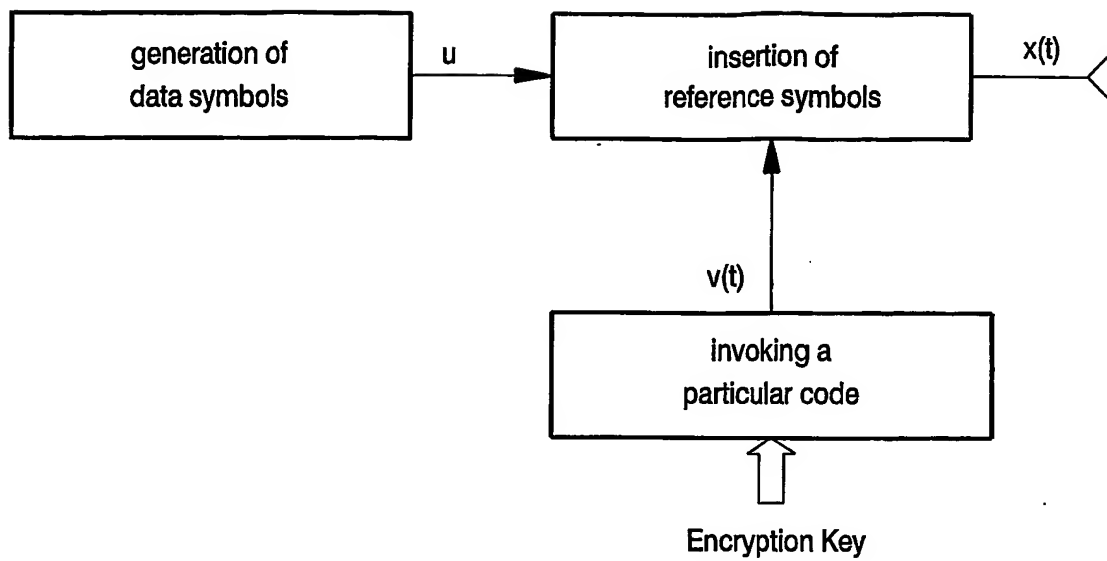 generation of
data symbols
u
insertion of
reference symbols
x(t)
v(t)
invoking a
particular code
Encryption Key